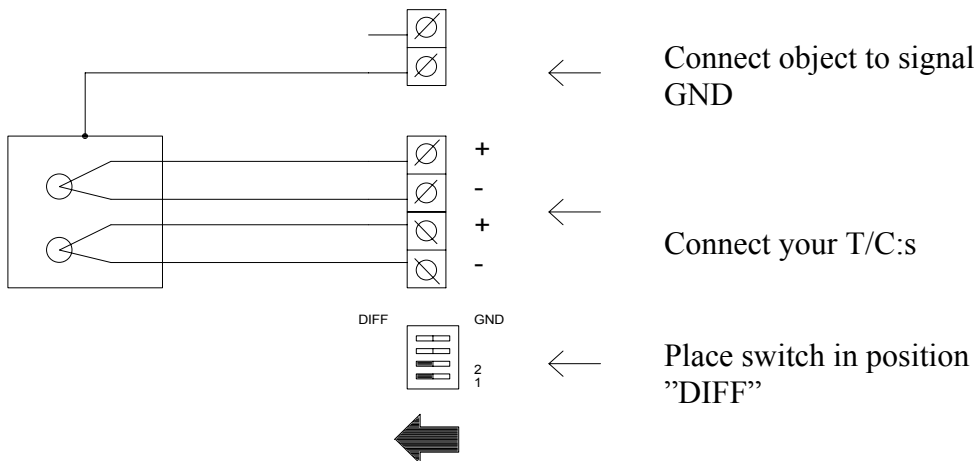 Connect object to signal
GND
+
-
+
-
Connect your T/C:s
DIFF
GND
2
1
Place switch in position
”DIFF”